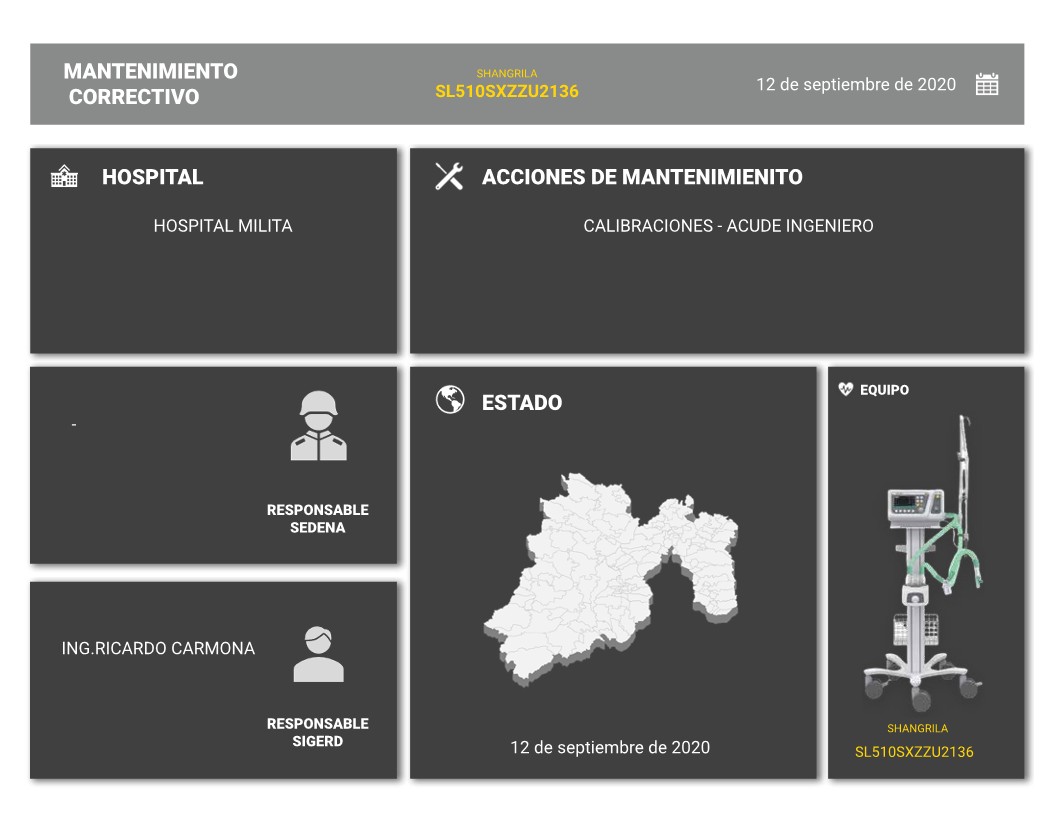 MANTENIMIENTO
CORRECTIVO
SHANGRILA
SL510SXZZU2136
12 de septiembre de 2020
HOSPITAL
HOSPITAL MILITA
ACCIONES DE MANTENIMIENITO
CALIBRACIONES - ACUDE INGENIERO
-
RESPONSABLE
SEDENA
ING.RICARDO CARMONA
RESPONSABLE
SIGERD
ESTADO
12 de septiembre de 2020
EQUIPO
SHANGRILA
SL510SXZZU2136